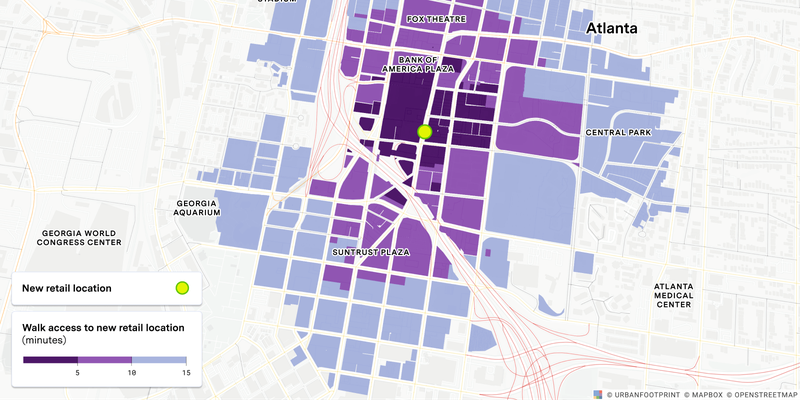 FOX THEATRE
Atlanta
BANK OF
AMERICA PLAZA
CENTRAL PARK
GEORGIA
AQUARIUM
GEORGIA WORLD
CONGRESS CENTER
SUNTRUST PLAZA
ATLANTA
MEDICAL
CENTER
New retail location
Walk access to new retail location
(minutes)
5 10 15
© URBANFOOTPRINT © MAPBOX © OPENSTREETMAP